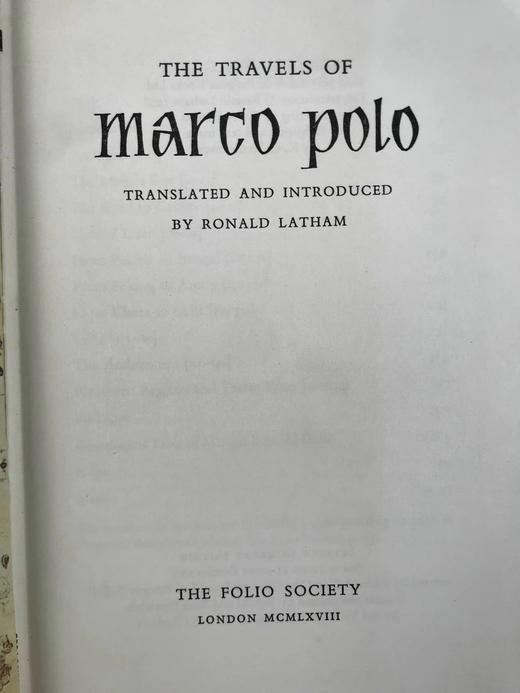 THE TRAVELS OF
marco polo
TRANSLATED AND INTRODUCED
BY RONALD LATHAM
THE FOLIO SOCIETY
LONDON MCMLXVIII